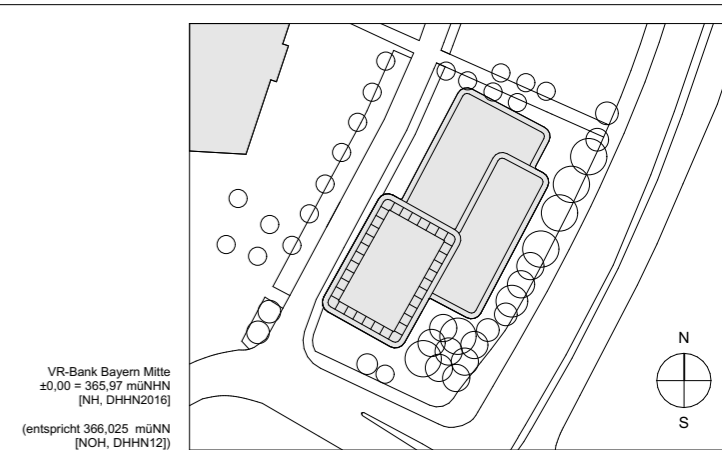 VR-Bank Bayern Mitte
±0,00 = 365,97 müNHN
[NH, DHHN2016]
(entspricht 366,025 müNN
[NOH, DHHN12])
N
S